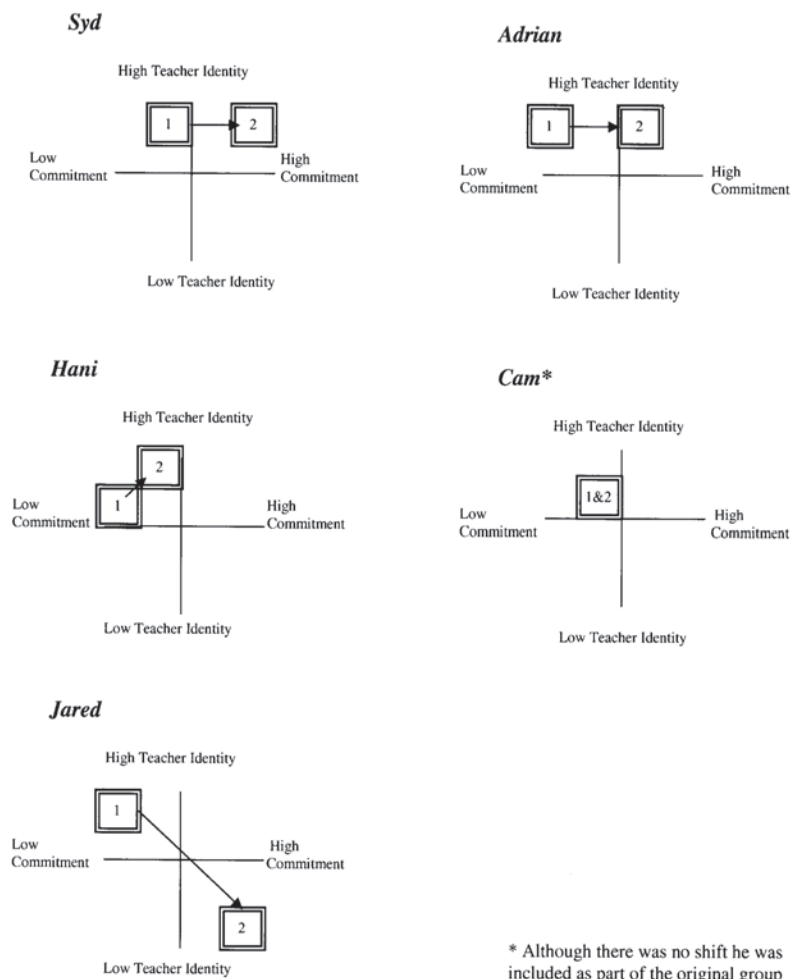 Syd
High Teacher Identity
1
2
Low
Commitment
High
Commitment
Low Teacher Identity
Adrian
High Teacher Identity
1
2
Low
Commitment
High
Commitment
Low Teacher Identity
Hani
High Teacher Identity
2
1
Low
Commitment
High
Commitment
Low Teacher Identity
Cam*
High Teacher Identity
1&2
Low
Commitment
High
Commitment
Low Teacher Identity
Jared
High Teacher Identity
1
Low
Commitment
High
Commitment
2
Low Teacher Identity
* Although there was no shift he was
included as part of the original group